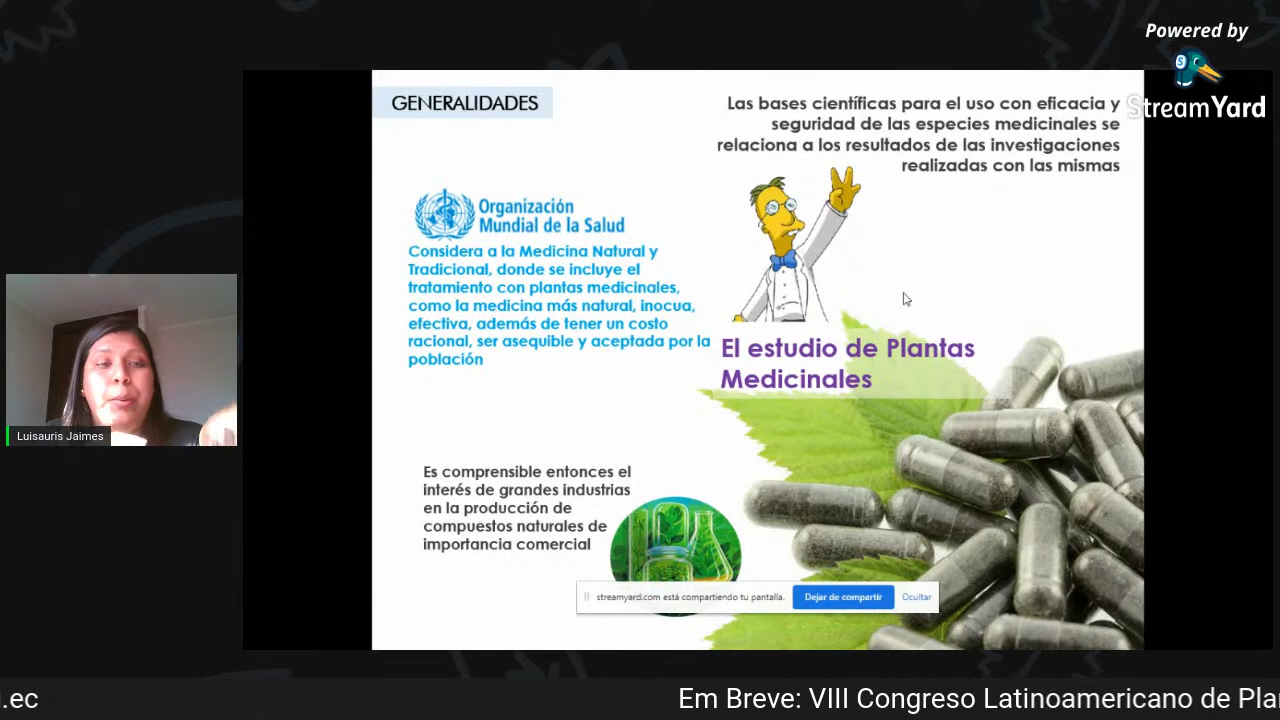 Powered by
StreamYard
GENERALIDADES
Las bases científicas para el uso con eficacia y
seguridad de las especies medicinales se
relaciona a los resultados de las investigaciones
realizadas con las mismas
Organización
Mundial de la Salud
Considera a la Medicina Natural y
Tradicional, donde se incluye el
tratamiento con plantas medicinales,
como la medicina más natural, inocua,
efectiva, además de tener un costo
racional, ser asequible y aceptada por la
población
El estudio de Plantas
Medicinales
Luisauris Jaimes
Es comprensible entonces el
interés de grandes industrias
en la producción de
compuestos naturales de
importancia comercial
streamyard.com está compartiendo tu pantalla.
Dejar de compartir
Ocultar
.ec
Em Breve: VIII Congreso Latinoamericano de Pla